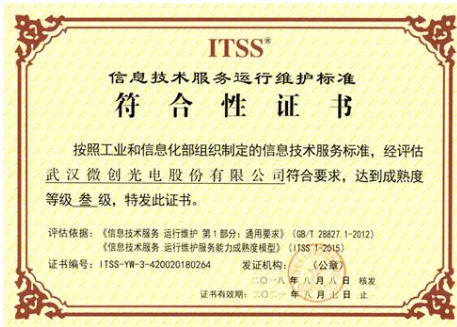 ITSS®
信息技术服务运行维护标准
符合性证书
按照工业和信息化部组织制定的信息技术服务标准，经评估
武汉微创光电股份有限公司符合要求，达到成熟度
等级 叁 级，特发此证书。
评估依据：《信息技术服务 运行维护 第1部分：通用要求》（GB/T 28827.1-2012）
《信息技术服务 运行维护服务能力成熟度模型》（ITSS 1-2015）
证书编号：ITSS-YW-3-420020180264 发证机构： （公章）
二〇一八 年 八 月 八 日 核发
证书有效期：二〇二一 年 八 月 七 日 止